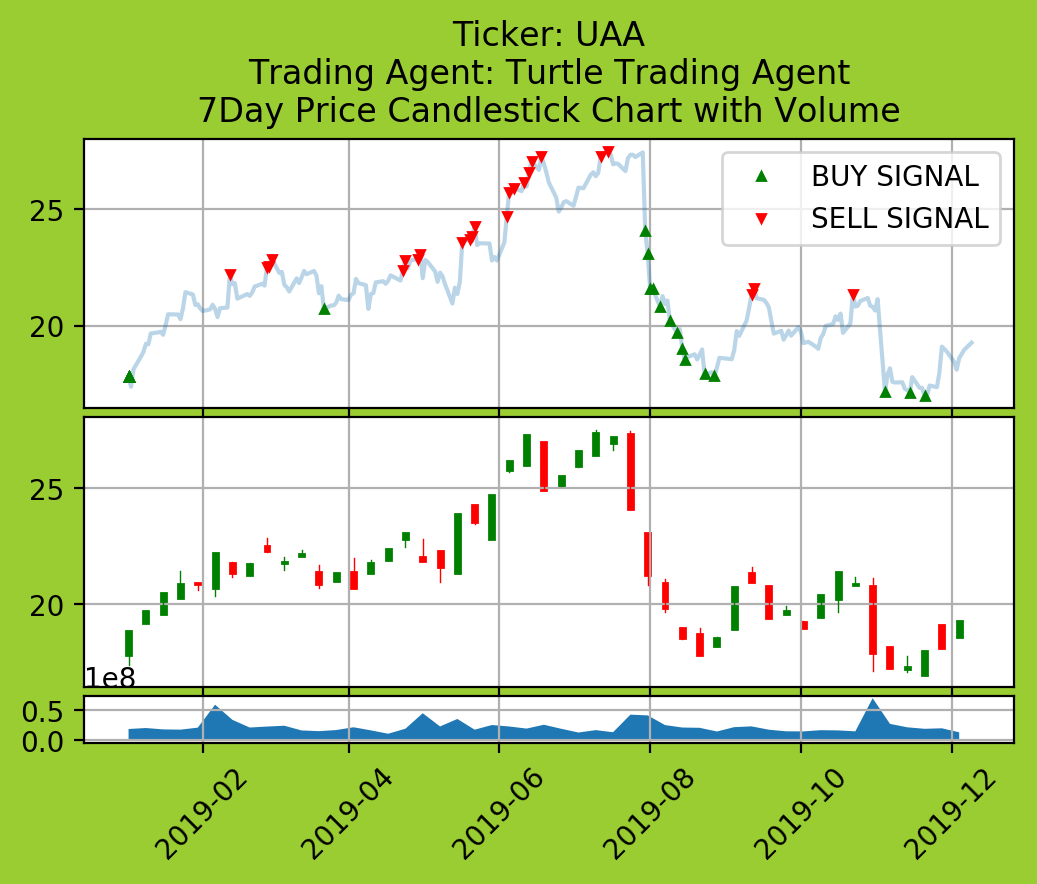 Ticker: UAA
Trading Agent: Turtle Trading Agent
7Day Price Candlestick Chart with Volume
BUY SIGNAL
SELL SIGNAL
25
20
25
20
1e8
0.5
0.0
2019-02
2019-04
2019-06
2019-08
2019-10
2019-12